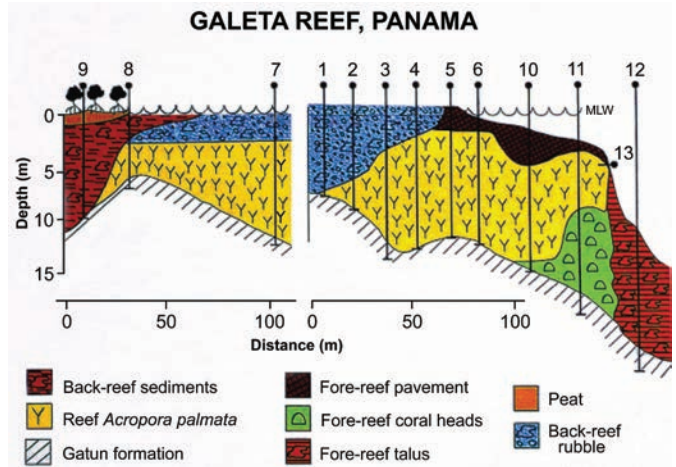 GALETA REEF, PANAMA
9 8 7 1 2 3 4 5 6 10 11 12
MLW
13
Depth (m)
0
5
10
15
0 50 100 0 50 100
Distance (m)
Back-reef sediments
Reef Acropora palmata
Gatun formation
Fore-reef pavement
Fore-reef coral heads
Fore-reef talus
Peat
Back-reef
rubble